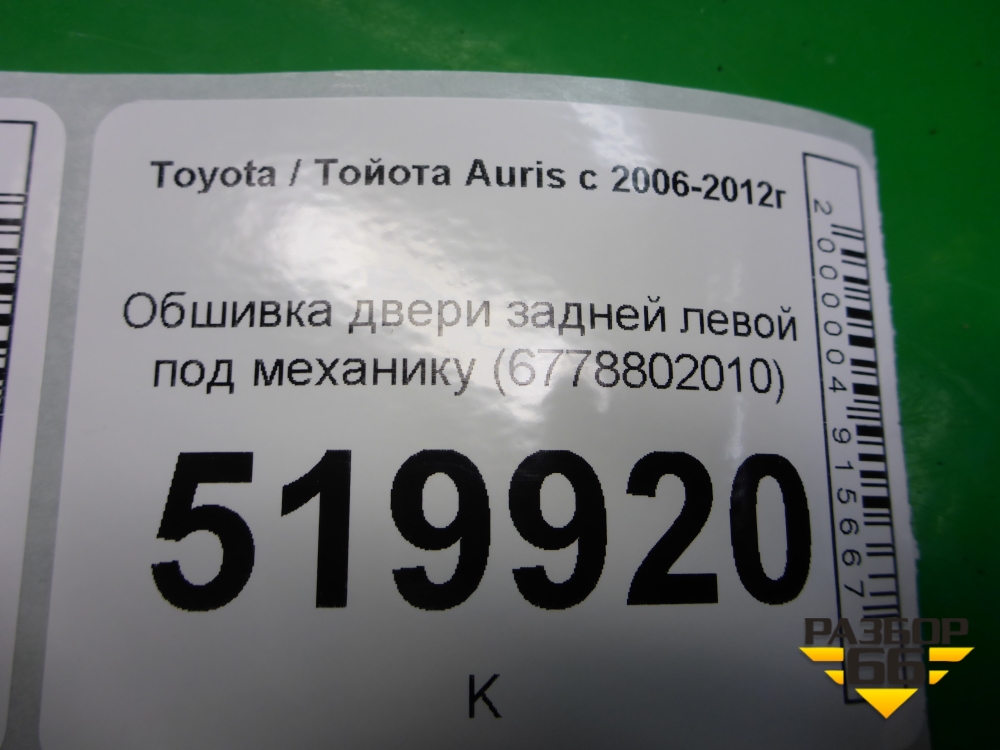 Toyota / Тойота Auris с 2006-2012г
Обшивка двери задней левой
под механику (6778802010)
519920
К
2000004915667
РАЗБОР
66